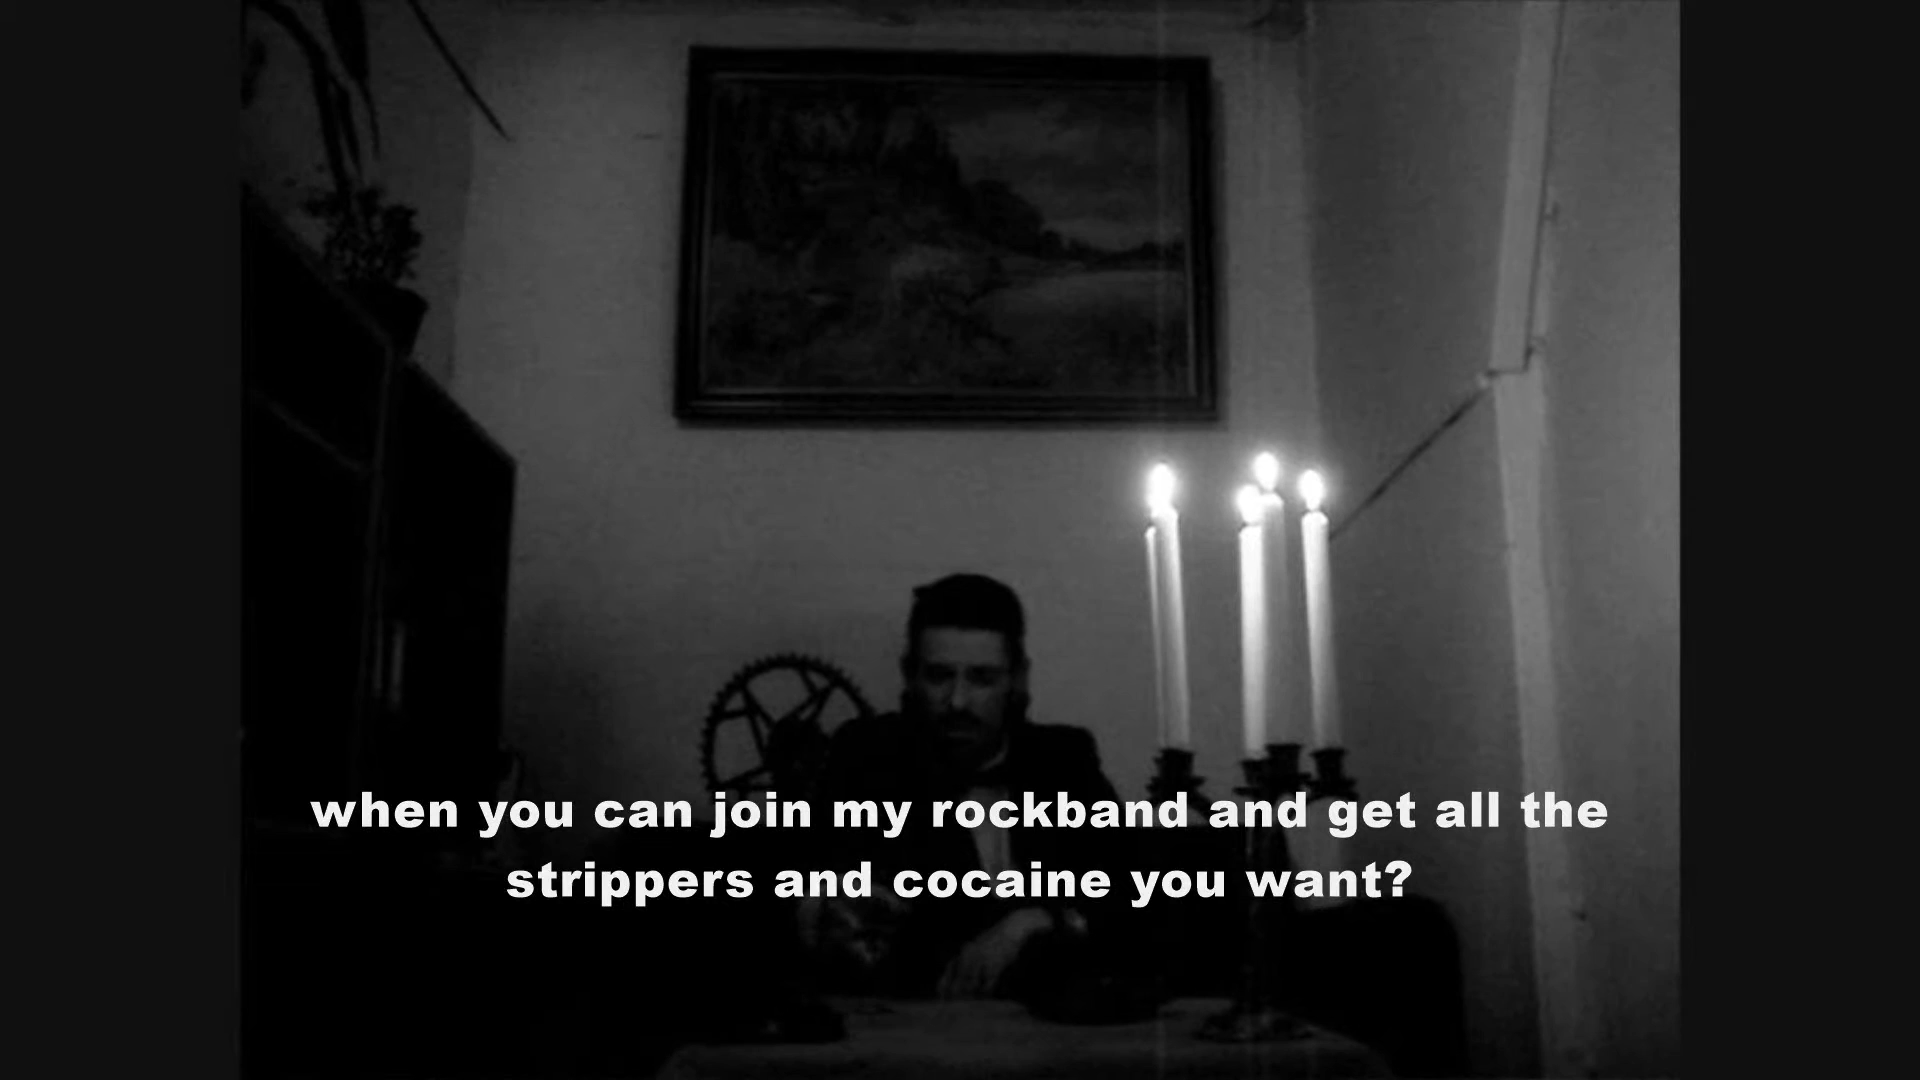 when you can join my rockband and get all the
strippers and cocaine you want?